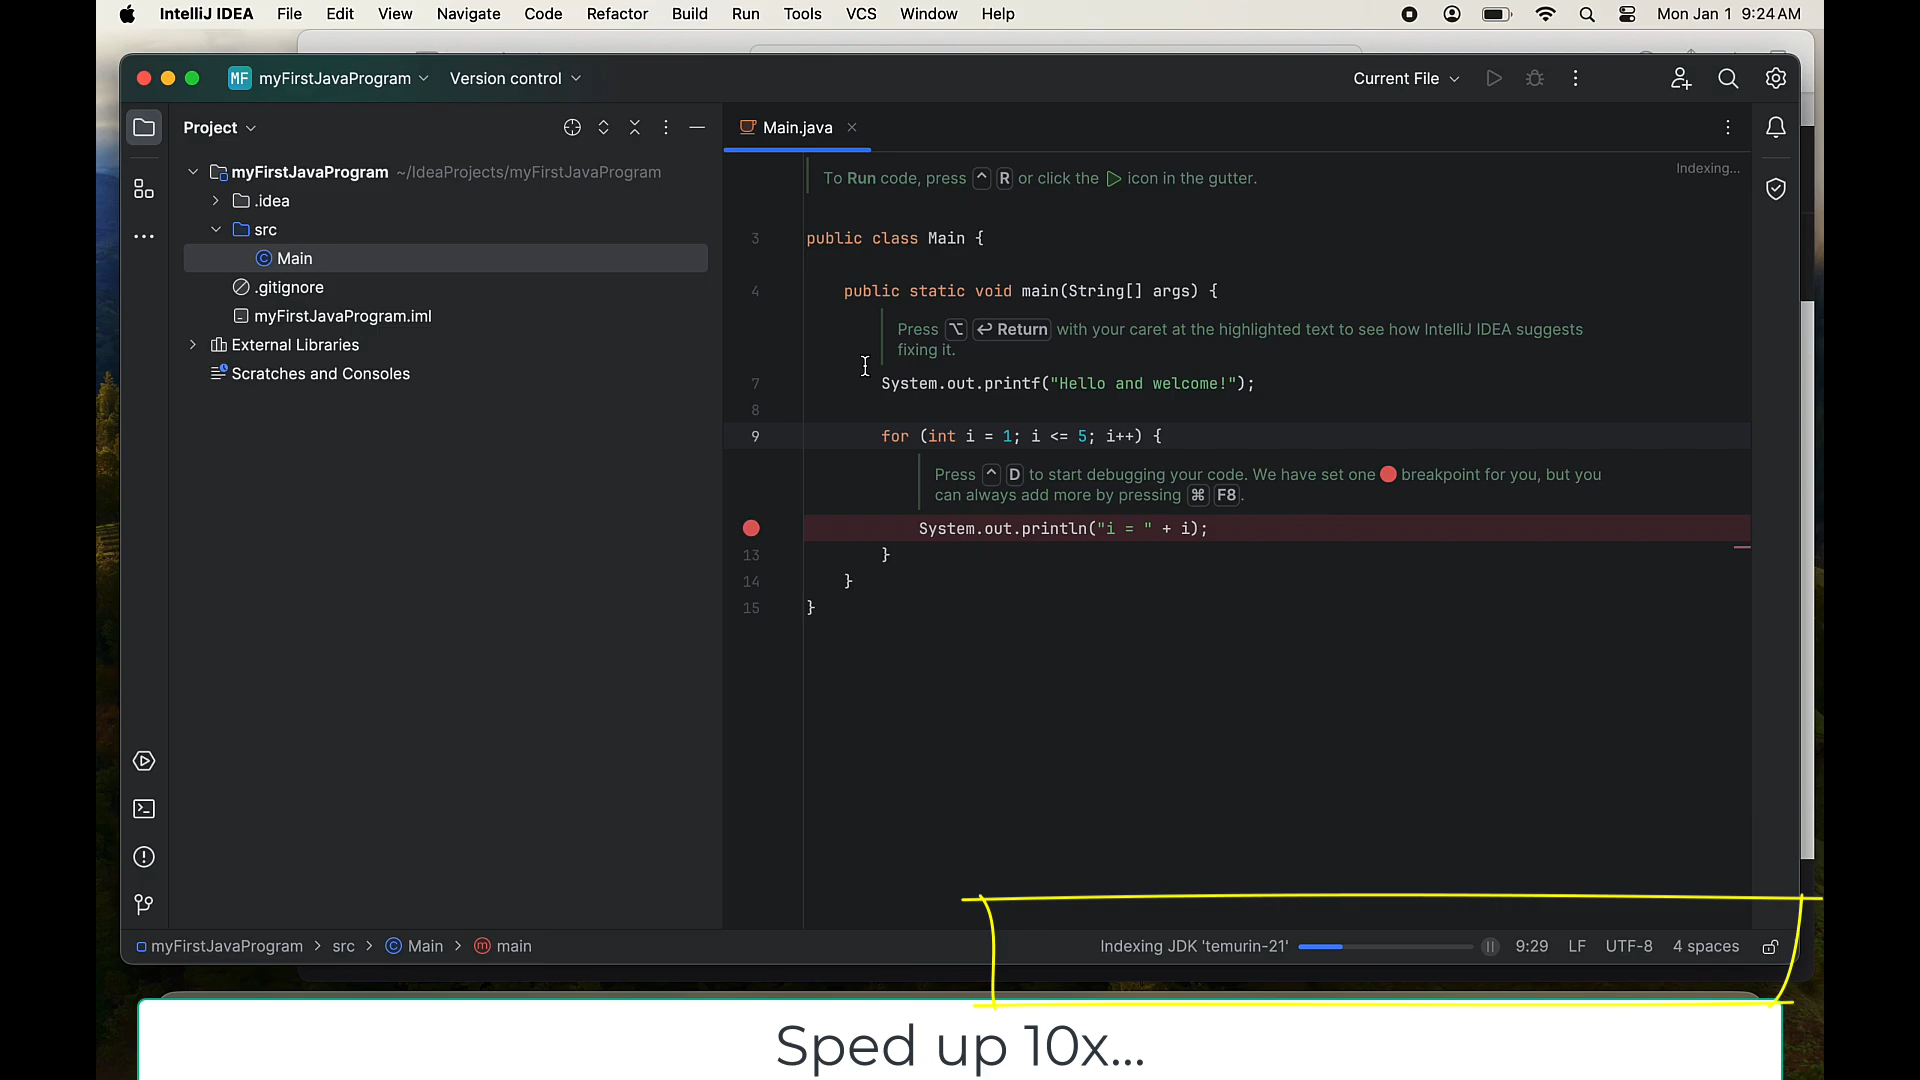 IntelliJ IDEA File Edit View Navigate Code Refactor Build Run Tools VCS Window Help Mon Jan 1 9:24 AM
MF myFirstJavaProgram Version control Current File
Project
Main.java
myFirstJavaProgram ~/IdeaProjects/myFirstJavaProgram
.idea
src
Main
.gitignore
myFirstJavaProgram.iml
External Libraries
Scratches and Consoles
Indexing...
To Run code, press ^ R or click the ▷ icon in the gutter.
3 public class Main {
4 public static void main(String[] args) {
Press ⌥ ↩ Return with your caret at the highlighted text to see how IntelliJ IDEA suggests
fixing it.
7 System.out.printf("Hello and welcome!");
8
9 for (int i = 1; i <= 5; i++) {
Press ^ D to start debugging your code. We have set one breakpoint for you, but you
can always add more by pressing ⌘ F8.
System.out.println("i = " + i);
13 }
14 }
15 }
myFirstJavaProgram > src > Main > main
Indexing JDK 'temurin-21' 9:29 LF UTF-8 4 spaces
Sped up 10x...